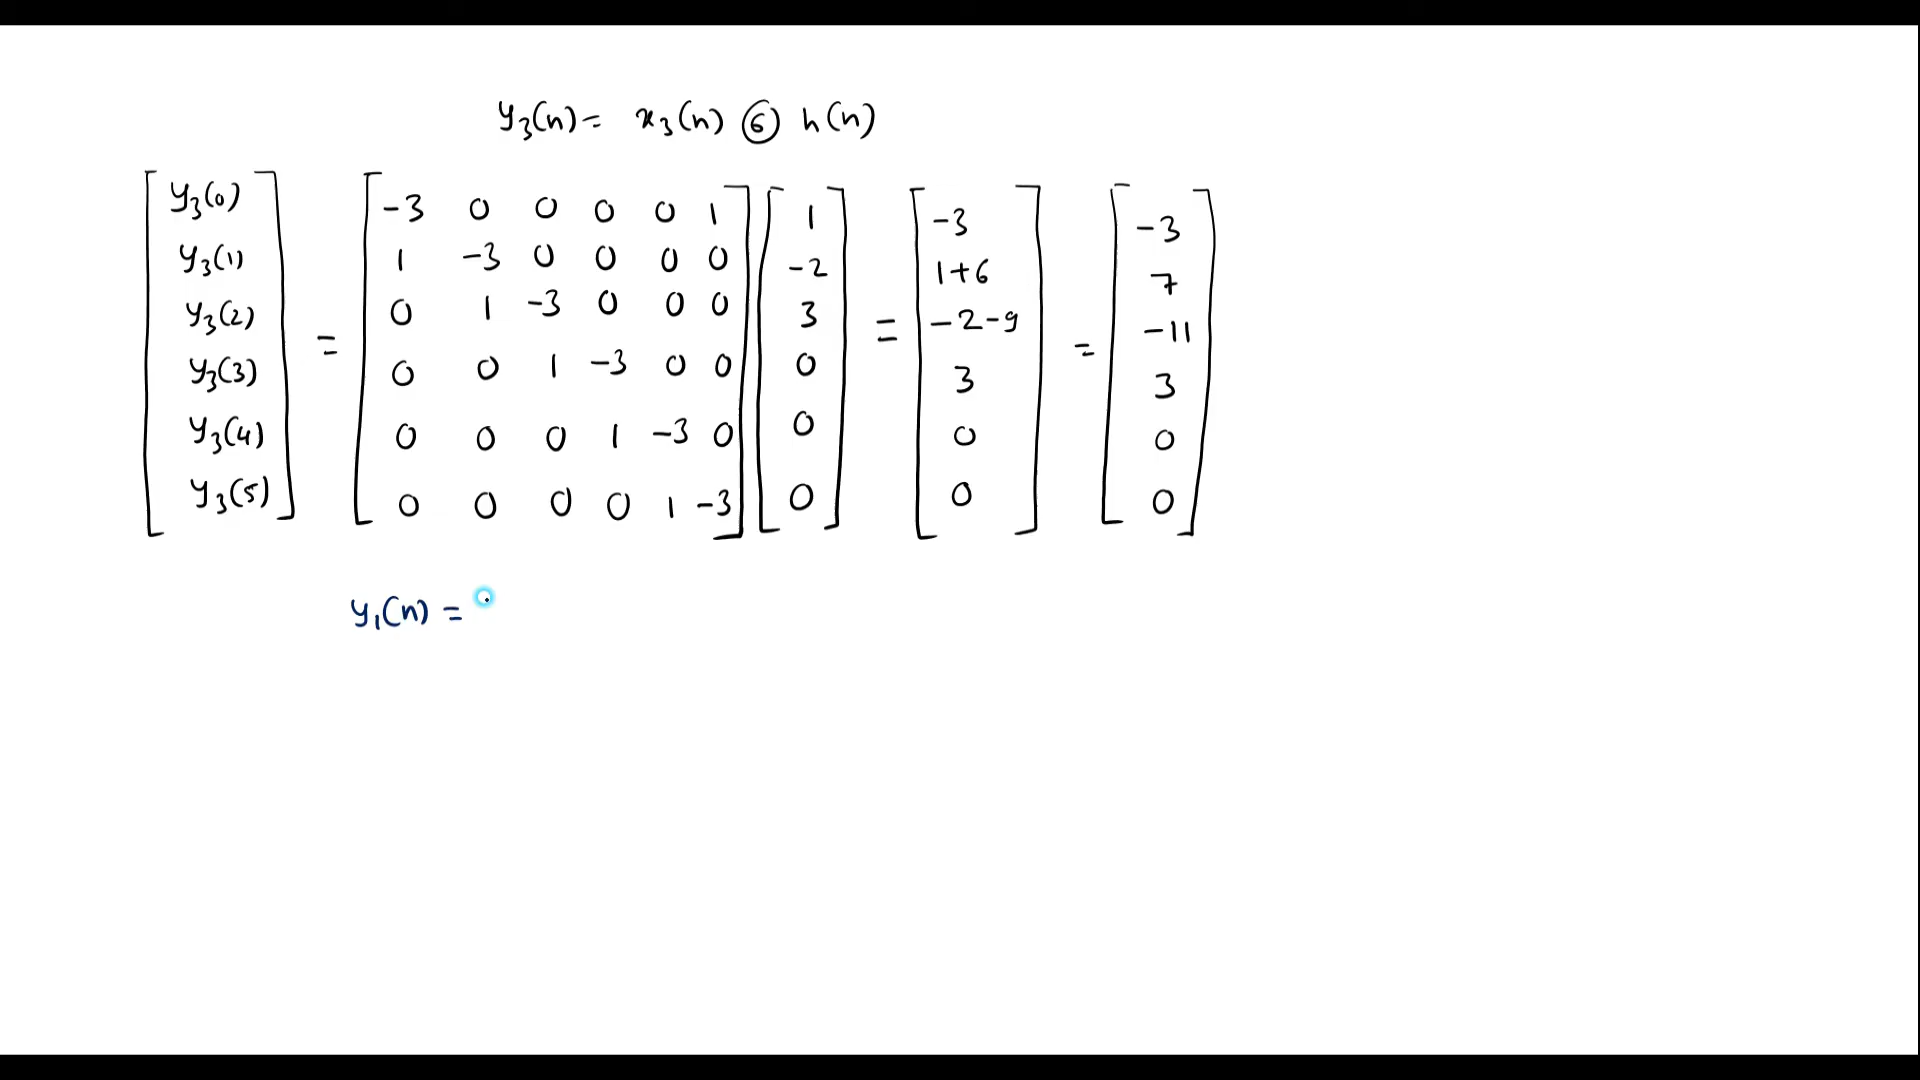 y₃(n) = x₃(n) ⑥ h(n)
[y₃(0)] [-3 0 0 0 0 1] [1] [-3] [-3]
[y₃(1)] [1 -3 0 0 0 0] [-2] [1+6] [7]
[y₃(2)] = [0 1 -3 0 0 0] [3] = [-2-9] = [-11]
[y₃(3)] [0 0 1 -3 0 0] [0] [3] [3]
[y₃(4)] [0 0 0 1 -3 0] [0] [0] [0]
[y₃(5)] [0 0 0 0 1 -3] [0] [0] [0]
y₁(n) =